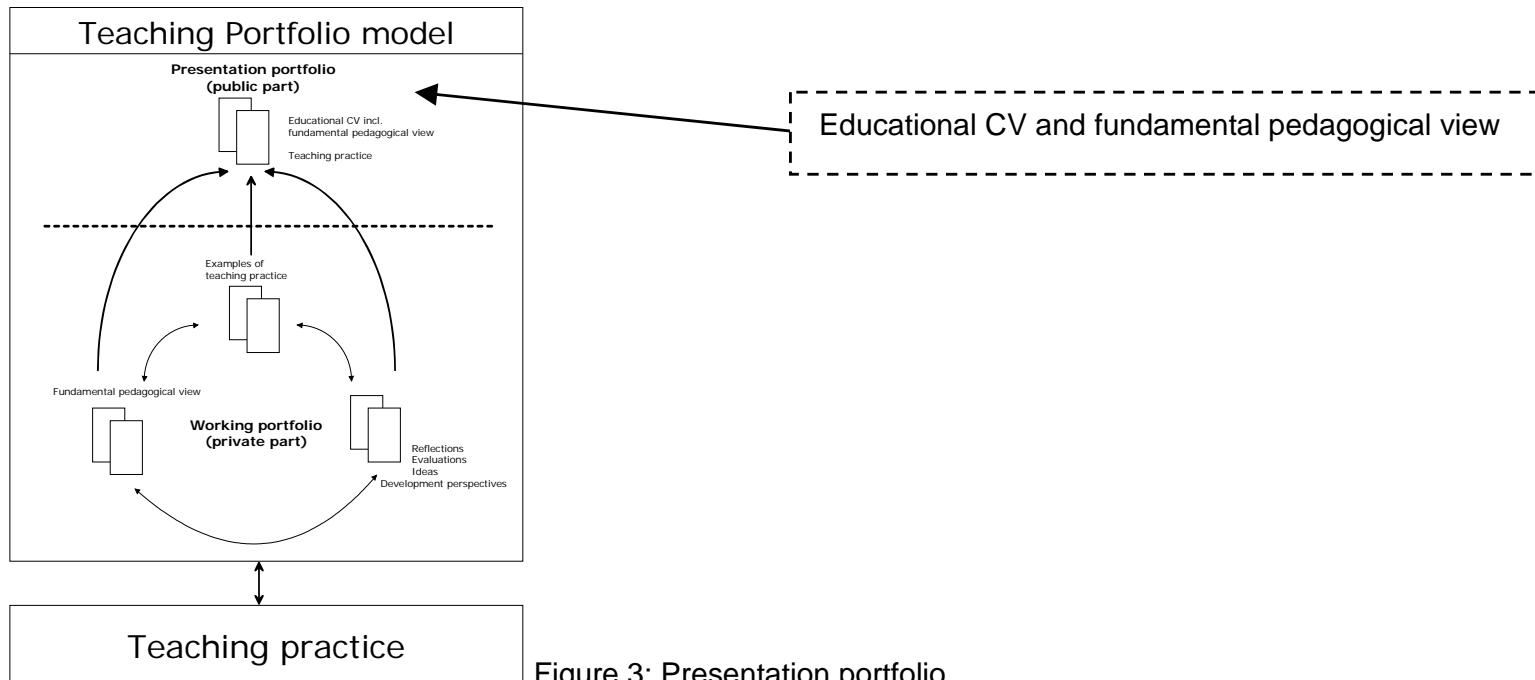 Teaching Portfolio model
Presentation portfolio
(public part)
Educational CV incl.
fundamental pedagogical view
Teaching practice
Educational CV and fundamental pedagogical view
Examples of
teaching practice
Fundamental pedagogical view
Working portfolio
(private part)
Reflections
Evaluations
Ideas
Development perspectives
Teaching practice
Figure 3: Presentation portfolio